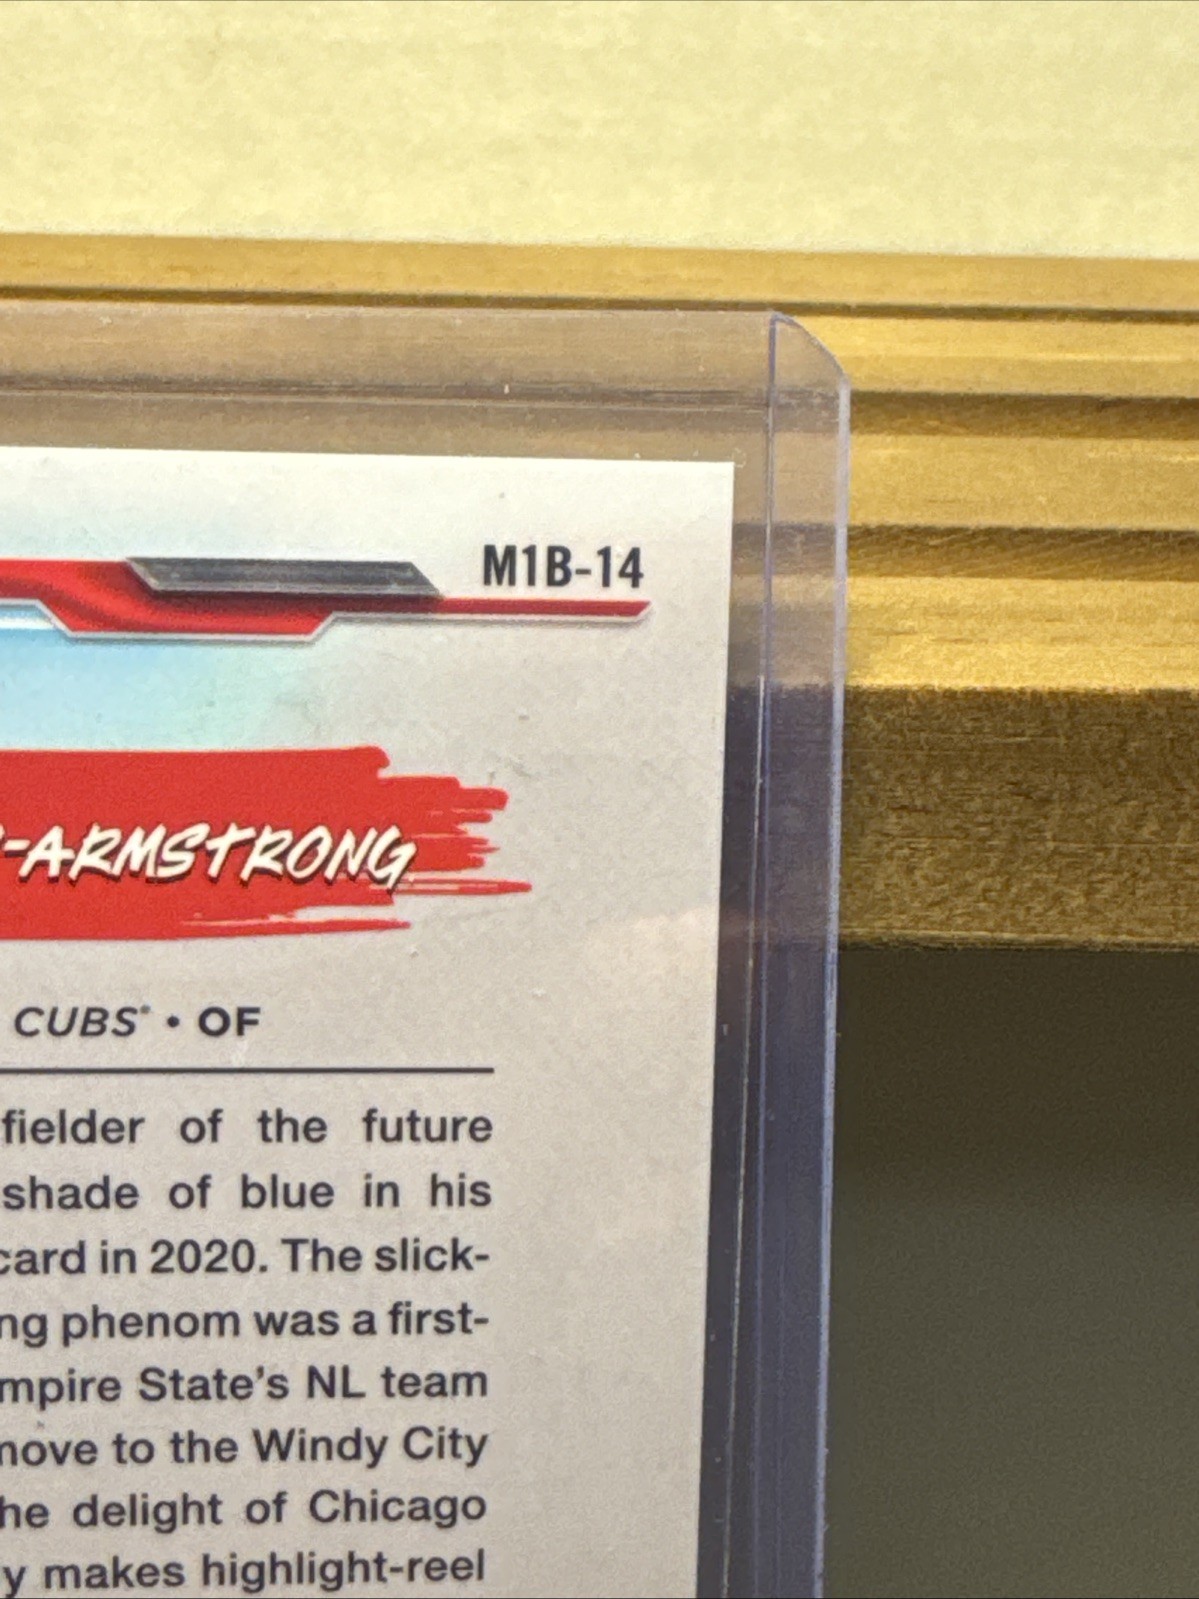 M1B-14
-ARMSTRONG
CUBS® • OF
fielder of the future
shade of blue in his
card in 2020. The slick-
ng phenom was a first-
mpire State's NL team
move to the Windy City
he delight of Chicago
y makes highlight-reel